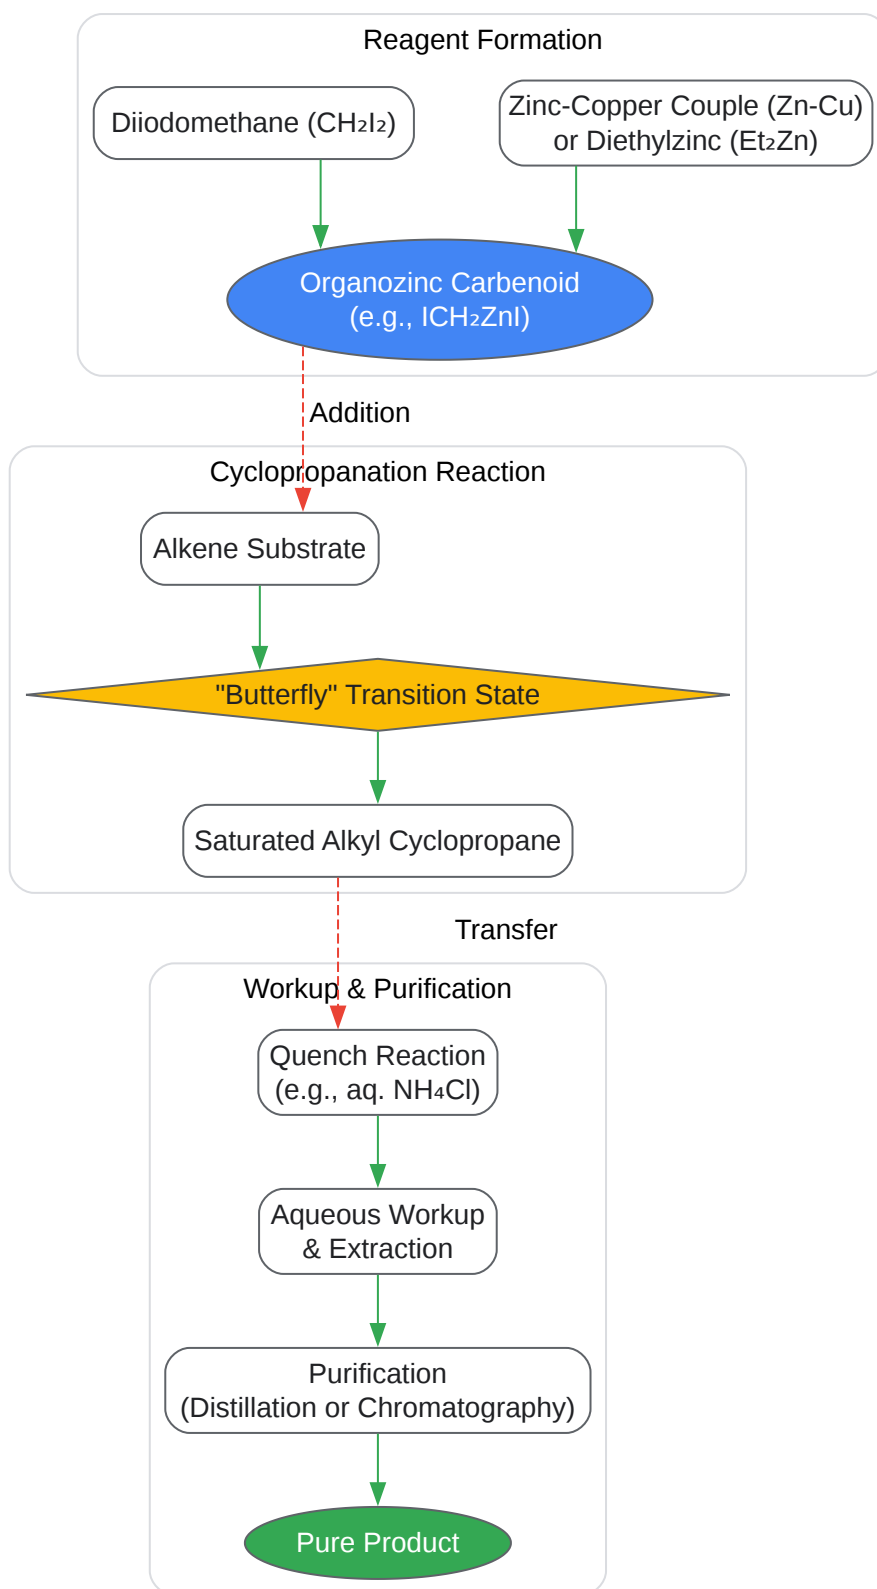 Reagent Formation
Diiodomethane (CH₂I₂)
Zinc-Copper Couple (Zn-Cu)
or Diethylzinc (Et₂Zn)
Organozinc Carbenoid
(e.g., ICH₂ZnI)
Addition
Cyclopropanation Reaction
Alkene Substrate
"Butterfly" Transition State
Saturated Alkyl Cyclopropane
Transfer
Workup & Purification
Quench Reaction
(e.g., aq. NH₄Cl)
Aqueous Workup
& Extraction
Purification
(Distillation or Chromatography)
Pure Product